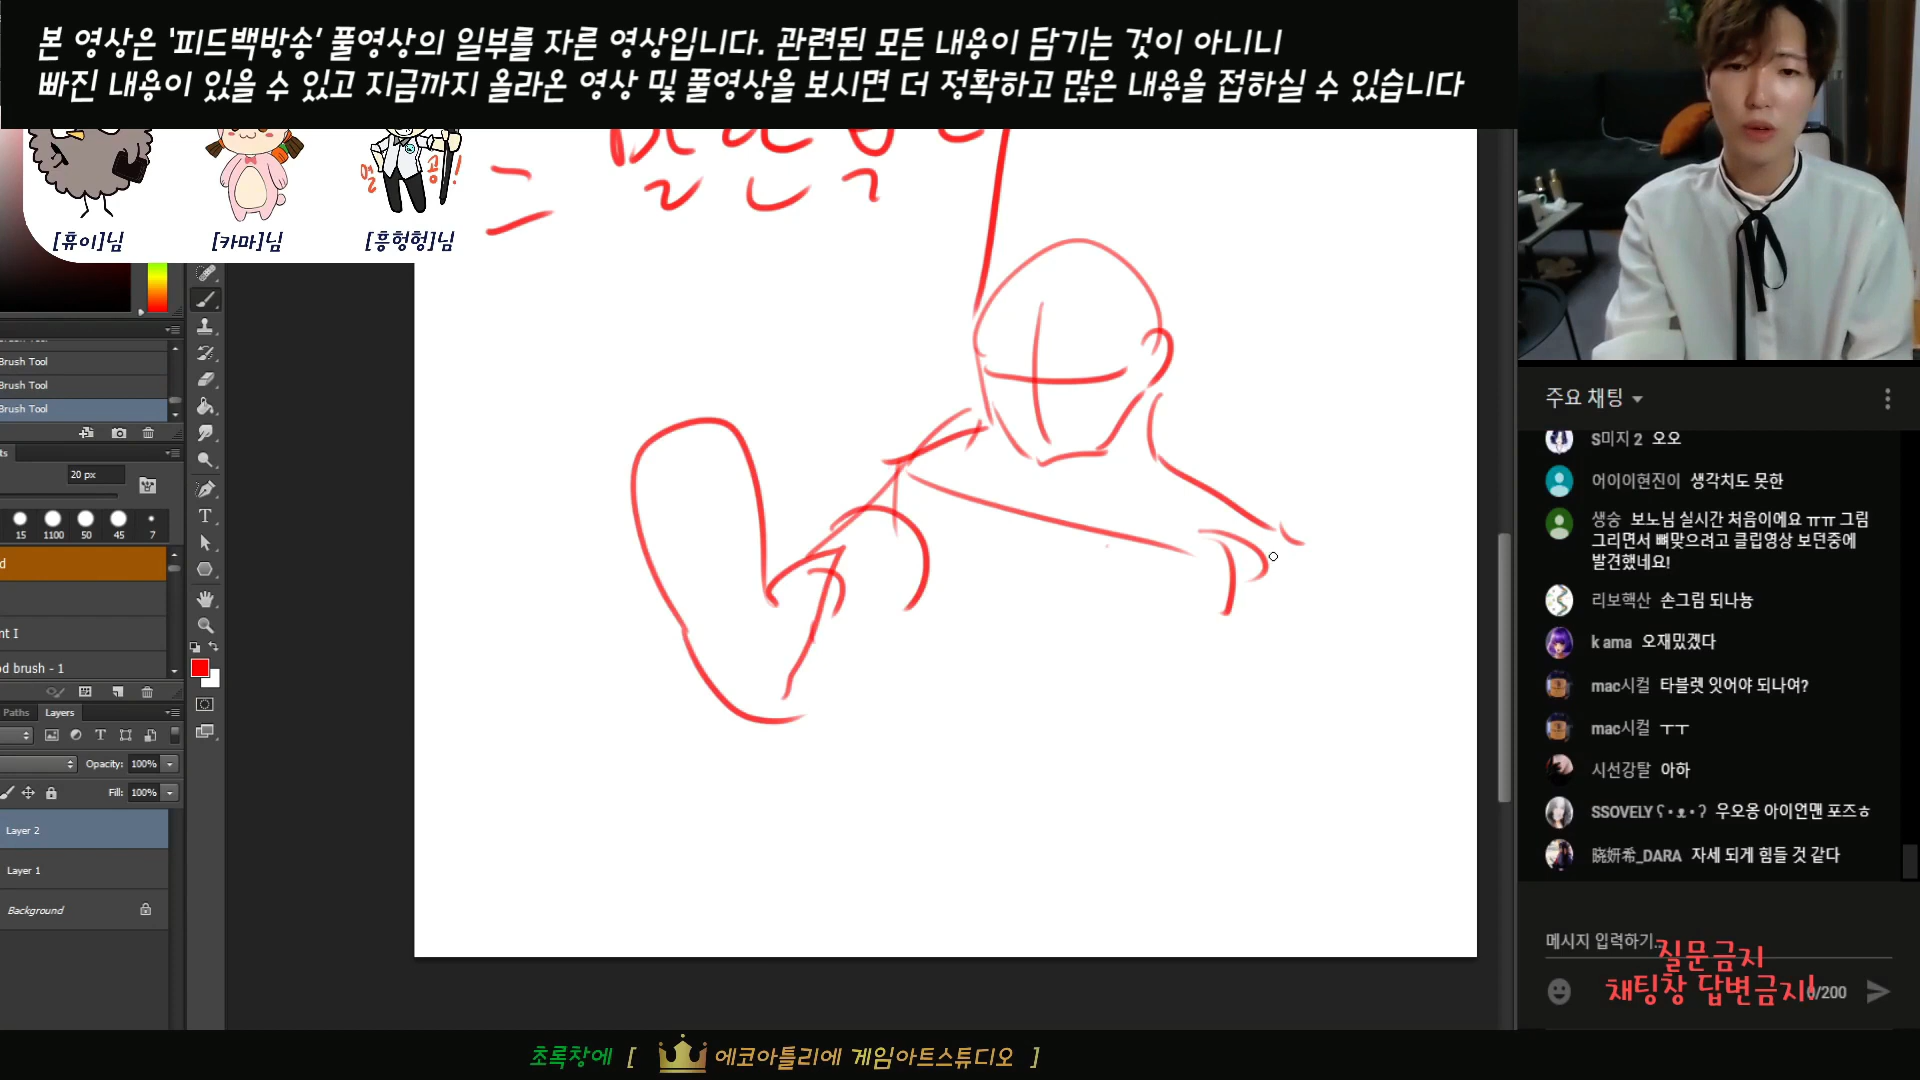 본 영상은 '피드백방송' 풀영상의 일부를 자른 영상입니다. 관련된 모든 내용이 담기는 것이 아니니
빠진 내용이 있을 수 있고 지금까지 올라온 영상 및 풀영상을 보시면 더 정확하고 많은 내용을 접하실 수 있습니다
열 공!
[휴이]님
[카마]님
[흥헝헝]님
Brush Tool
Brush Tool
Brush Tool
20 px
15
1100
50
45
7
nt I
od brush - 1
Paths
Layers
Opacity: 100%
Fill: 100%
Layer 2
Layer 1
Background
주요 채팅
S미지 2 오오
어이이현진이 생각치도 못한
생숭 보노님 실시간 처음이에요 ㅠㅠ 그림
그리면서 뼈맞으려고 클립영상 보던중에
발견했네요!
리보핵산 손그림 되나뇽
k ama 오재밌겠다
mac시컬 타블렛 잇어야 되나여?
mac시컬 ㅜㅜ
시선강탈 아하
SSOVELY ʕ • ᴥ • ʔ 우오옹 아이언맨 포즈ㅎ
晓妍希_DARA 자세 되게 힘들 것 같다
메시지 입력하기...
질문금지
채팅창 답변금지!
0/200
초록창에 [ 에코아틀리에 게임아트스튜디오 ]